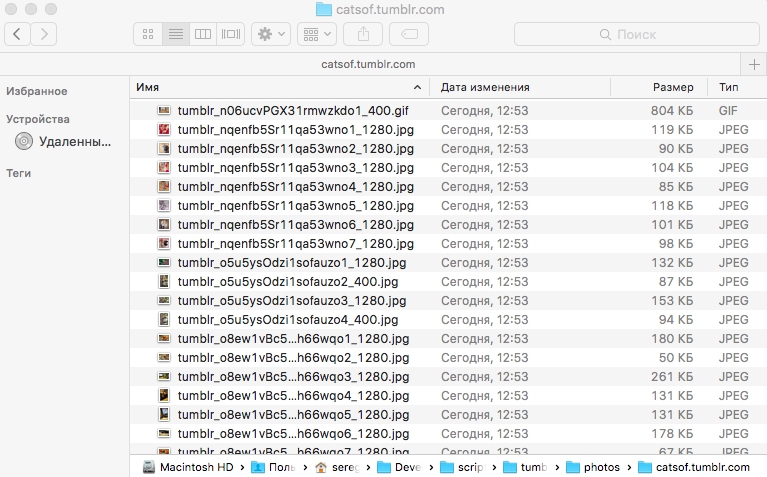 catsof.tumblr.com
Поиск
catsof.tumblr.com
Избранное
Устройства
Удаленны...
Теги
Имя Дата изменения Размер Тип
tumblr_n06ucvPGX31rmwzkdo1_400.gif Сегодня, 12:53 804 КБ GIF
tumblr_nqenfb5Sr11qa53wno1_1280.jpg Сегодня, 12:53 119 КБ JPEG
tumblr_nqenfb5Sr11qa53wno2_1280.jpg Сегодня, 12:53 90 КБ JPEG
tumblr_nqenfb5Sr11qa53wno3_1280.jpg Сегодня, 12:53 104 КБ JPEG
tumblr_nqenfb5Sr11qa53wno4_1280.jpg Сегодня, 12:53 85 КБ JPEG
tumblr_nqenfb5Sr11qa53wno5_1280.jpg Сегодня, 12:53 118 КБ JPEG
tumblr_nqenfb5Sr11qa53wno6_1280.jpg Сегодня, 12:53 101 КБ JPEG
tumblr_nqenfb5Sr11qa53wno7_1280.jpg Сегодня, 12:53 98 КБ JPEG
tumblr_o5u5ysOdzi1sofauzo1_1280.jpg Сегодня, 12:53 132 КБ JPEG
tumblr_o5u5ysOdzi1sofauzo2_400.jpg Сегодня, 12:53 87 КБ JPEG
tumblr_o5u5ysOdzi1sofauzo3_1280.jpg Сегодня, 12:53 153 КБ JPEG
tumblr_o5u5ysOdzi1sofauzo4_400.jpg Сегодня, 12:53 94 КБ JPEG
tumblr_o8ew1vBc5...h66wqo1_1280.jpg Сегодня, 12:53 180 КБ JPEG
tumblr_o8ew1vBc5...h66wqo2_1280.jpg Сегодня, 12:53 50 КБ JPEG
tumblr_o8ew1vBc5...h66wqo3_1280.jpg Сегодня, 12:53 261 КБ JPEG
tumblr_o8ew1vBc5...h66wqo4_1280.jpg Сегодня, 12:53 131 КБ JPEG
tumblr_o8ew1vBc5...h66wqo5_1280.jpg Сегодня, 12:53 131 КБ JPEG
tumblr_o8ew1vBc5...h66wqo6_1280.jpg Сегодня, 12:53 178 КБ JPEG
tumblr_o8ew1vBc5...h66wqo7_1280.jpg Сегодня, 12:53 67 КБ JPEG
Macintosh HD Поль sereg Deve scrip tumb photos catsof.tumblr.com